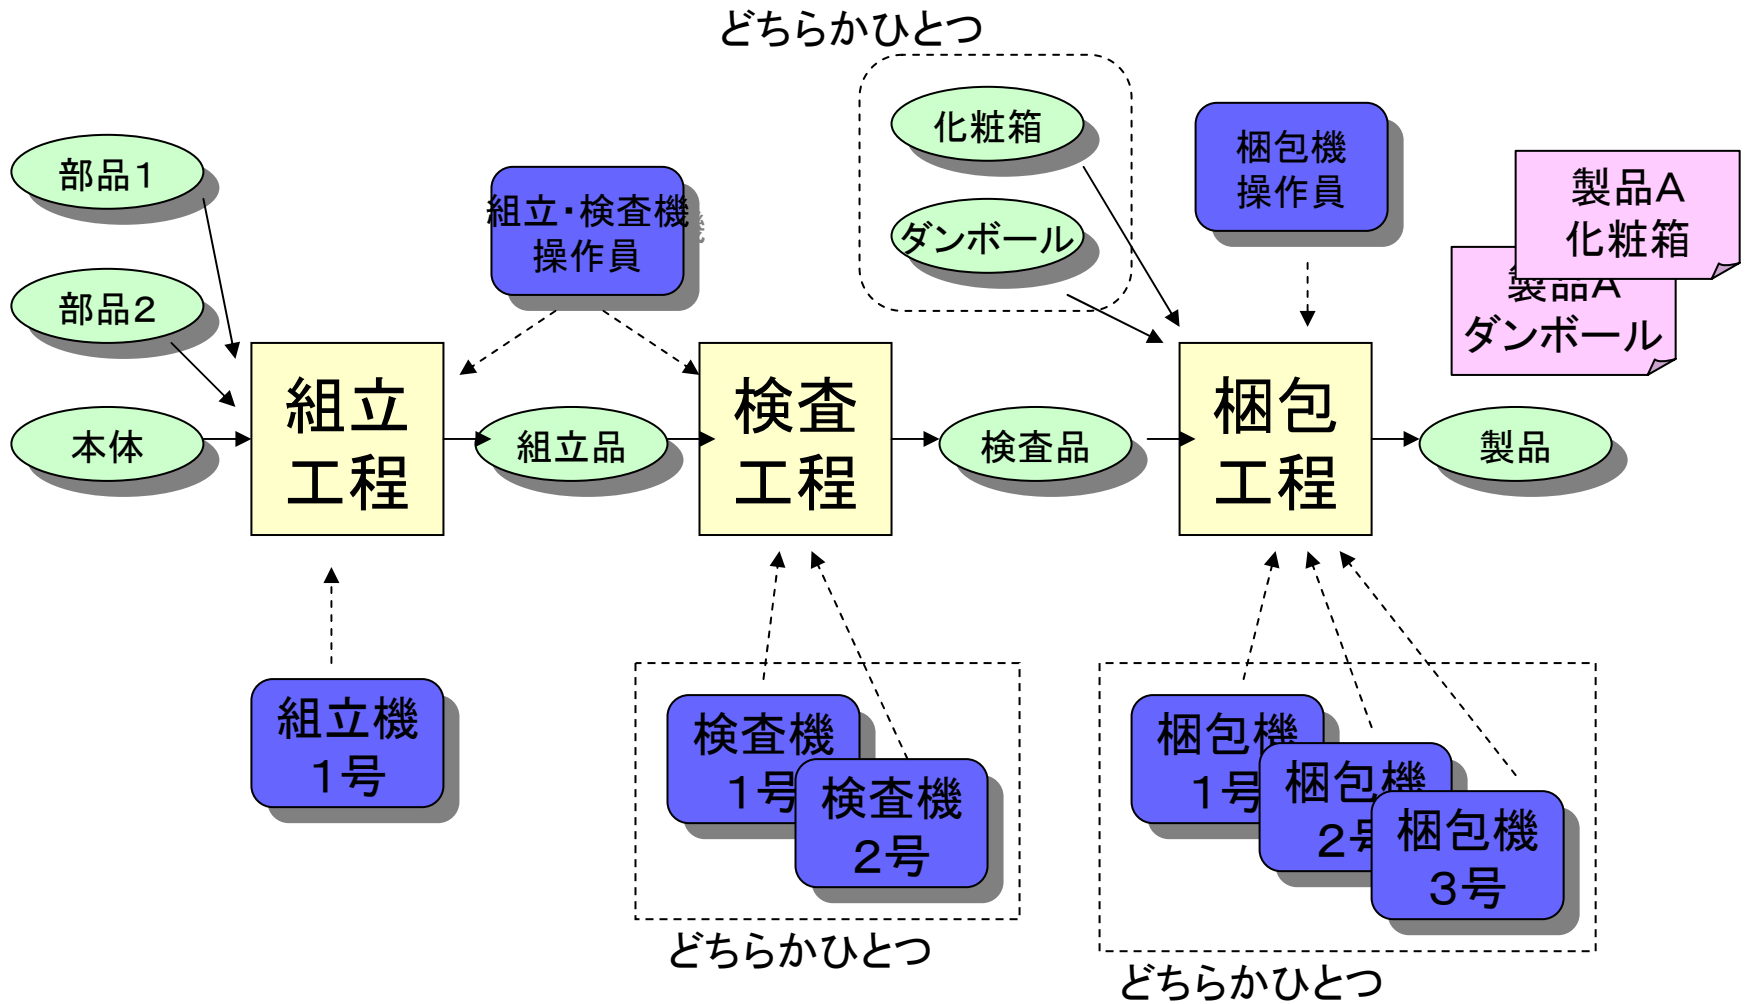 どちらかひとつ
化粧箱
ダンボール
梱包機
操作員
製品A
化粧箱
製品A
ダンボール
部品1
部品2
本体
組立・検査機
操作員
組立
工程
組立品
検査
工程
検査品
梱包
工程
製品
組立機
1号
検査機
1号
検査機
2号
どちらかひとつ
梱包機
1号
梱包機
2号
梱包機
3号
どちらかひとつ